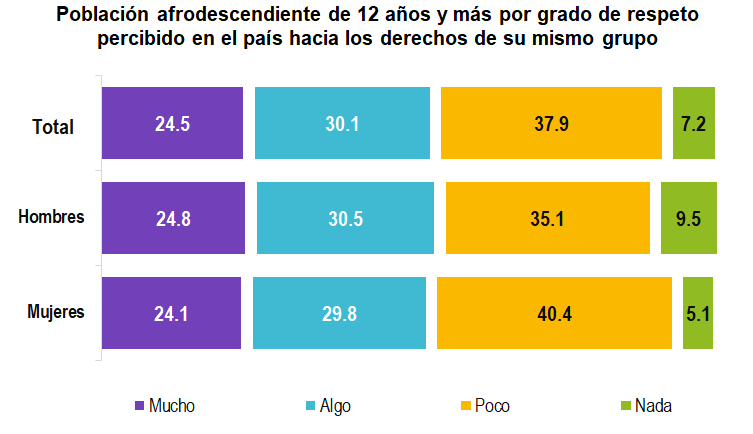 Población afrodescendiente de 12 años y más por grado de respeto
percibido en el país hacia los derechos de su mismo grupo
Total 24.5 30.1 37.9 7.2
Hombres 24.8 30.5 35.1 9.5
Mujeres 24.1 29.8 40.4 5.1
Mucho Algo Poco Nada